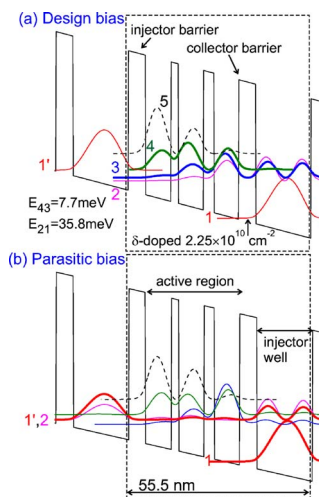 (a) Design bias
injector barrier
collector barrier
5
4
1'
3
2
E43=7.7meV
E21=35.8meV
1
δ-doped 2.25×10^10 cm^-2
(b) Parasitic bias
active region
injector
well
1',2
1
55.5 nm